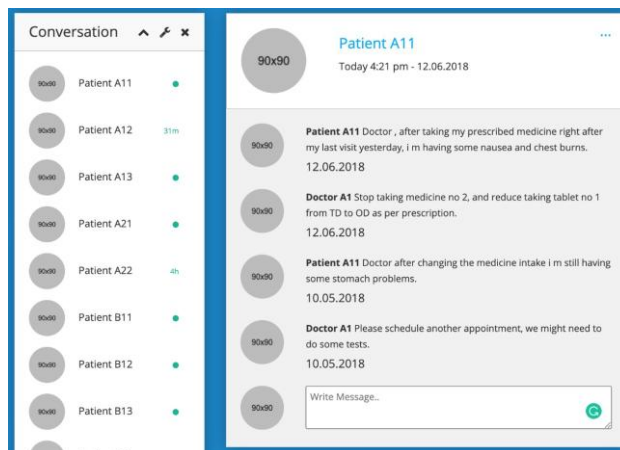 Conversation
90x90
Patient A11
90x90
Patient A12
31m
90x90
Patient A13
90x90
Patient A21
90x90
Patient A22
4h
90x90
Patient B11
90x90
Patient B12
90x90
Patient B13
90x90
Patient A11
...
Today 4:21 pm - 12.06.2018
90x90
Patient A11 Doctor , after taking my prescribed medicine right after
my last visit yesterday, i m having some nausea and chest burns.
12.06.2018
90x90
Doctor A1 Stop taking medicine no 2, and reduce taking tablet no 1
from TD to OD as per prescription.
12.06.2018
90x90
Patient A11 Doctor after changing the medicine intake i m still having
some stomach problems.
10.05.2018
90x90
Doctor A1 Please schedule another appointment, we might need to
do some tests.
10.05.2018
90x90
Write Message..